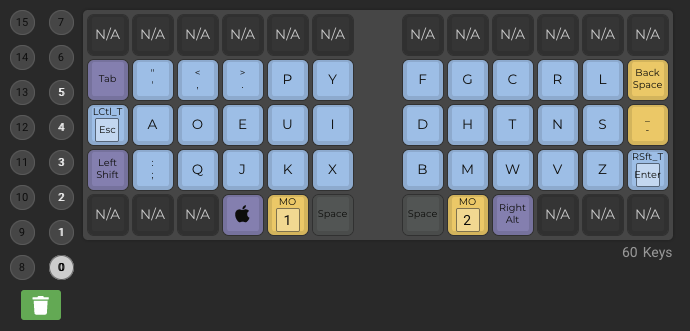 15 7 N/A N/A N/A N/A N/A N/A N/A N/A N/A N/A N/A N/A
14 6
13 5 Tab " ' < , > . P Y F G C R L Back Space
12 4 LCtl_T Esc A O E U I D H T N S _ -
11 3 Left Shift : ; Q J K X B M W V Z RSft_T Enter
10 2
9 1 N/A N/A N/A MO 1 Space Space MO 2 Right Alt N/A N/A N/A
60 Keys
8 0